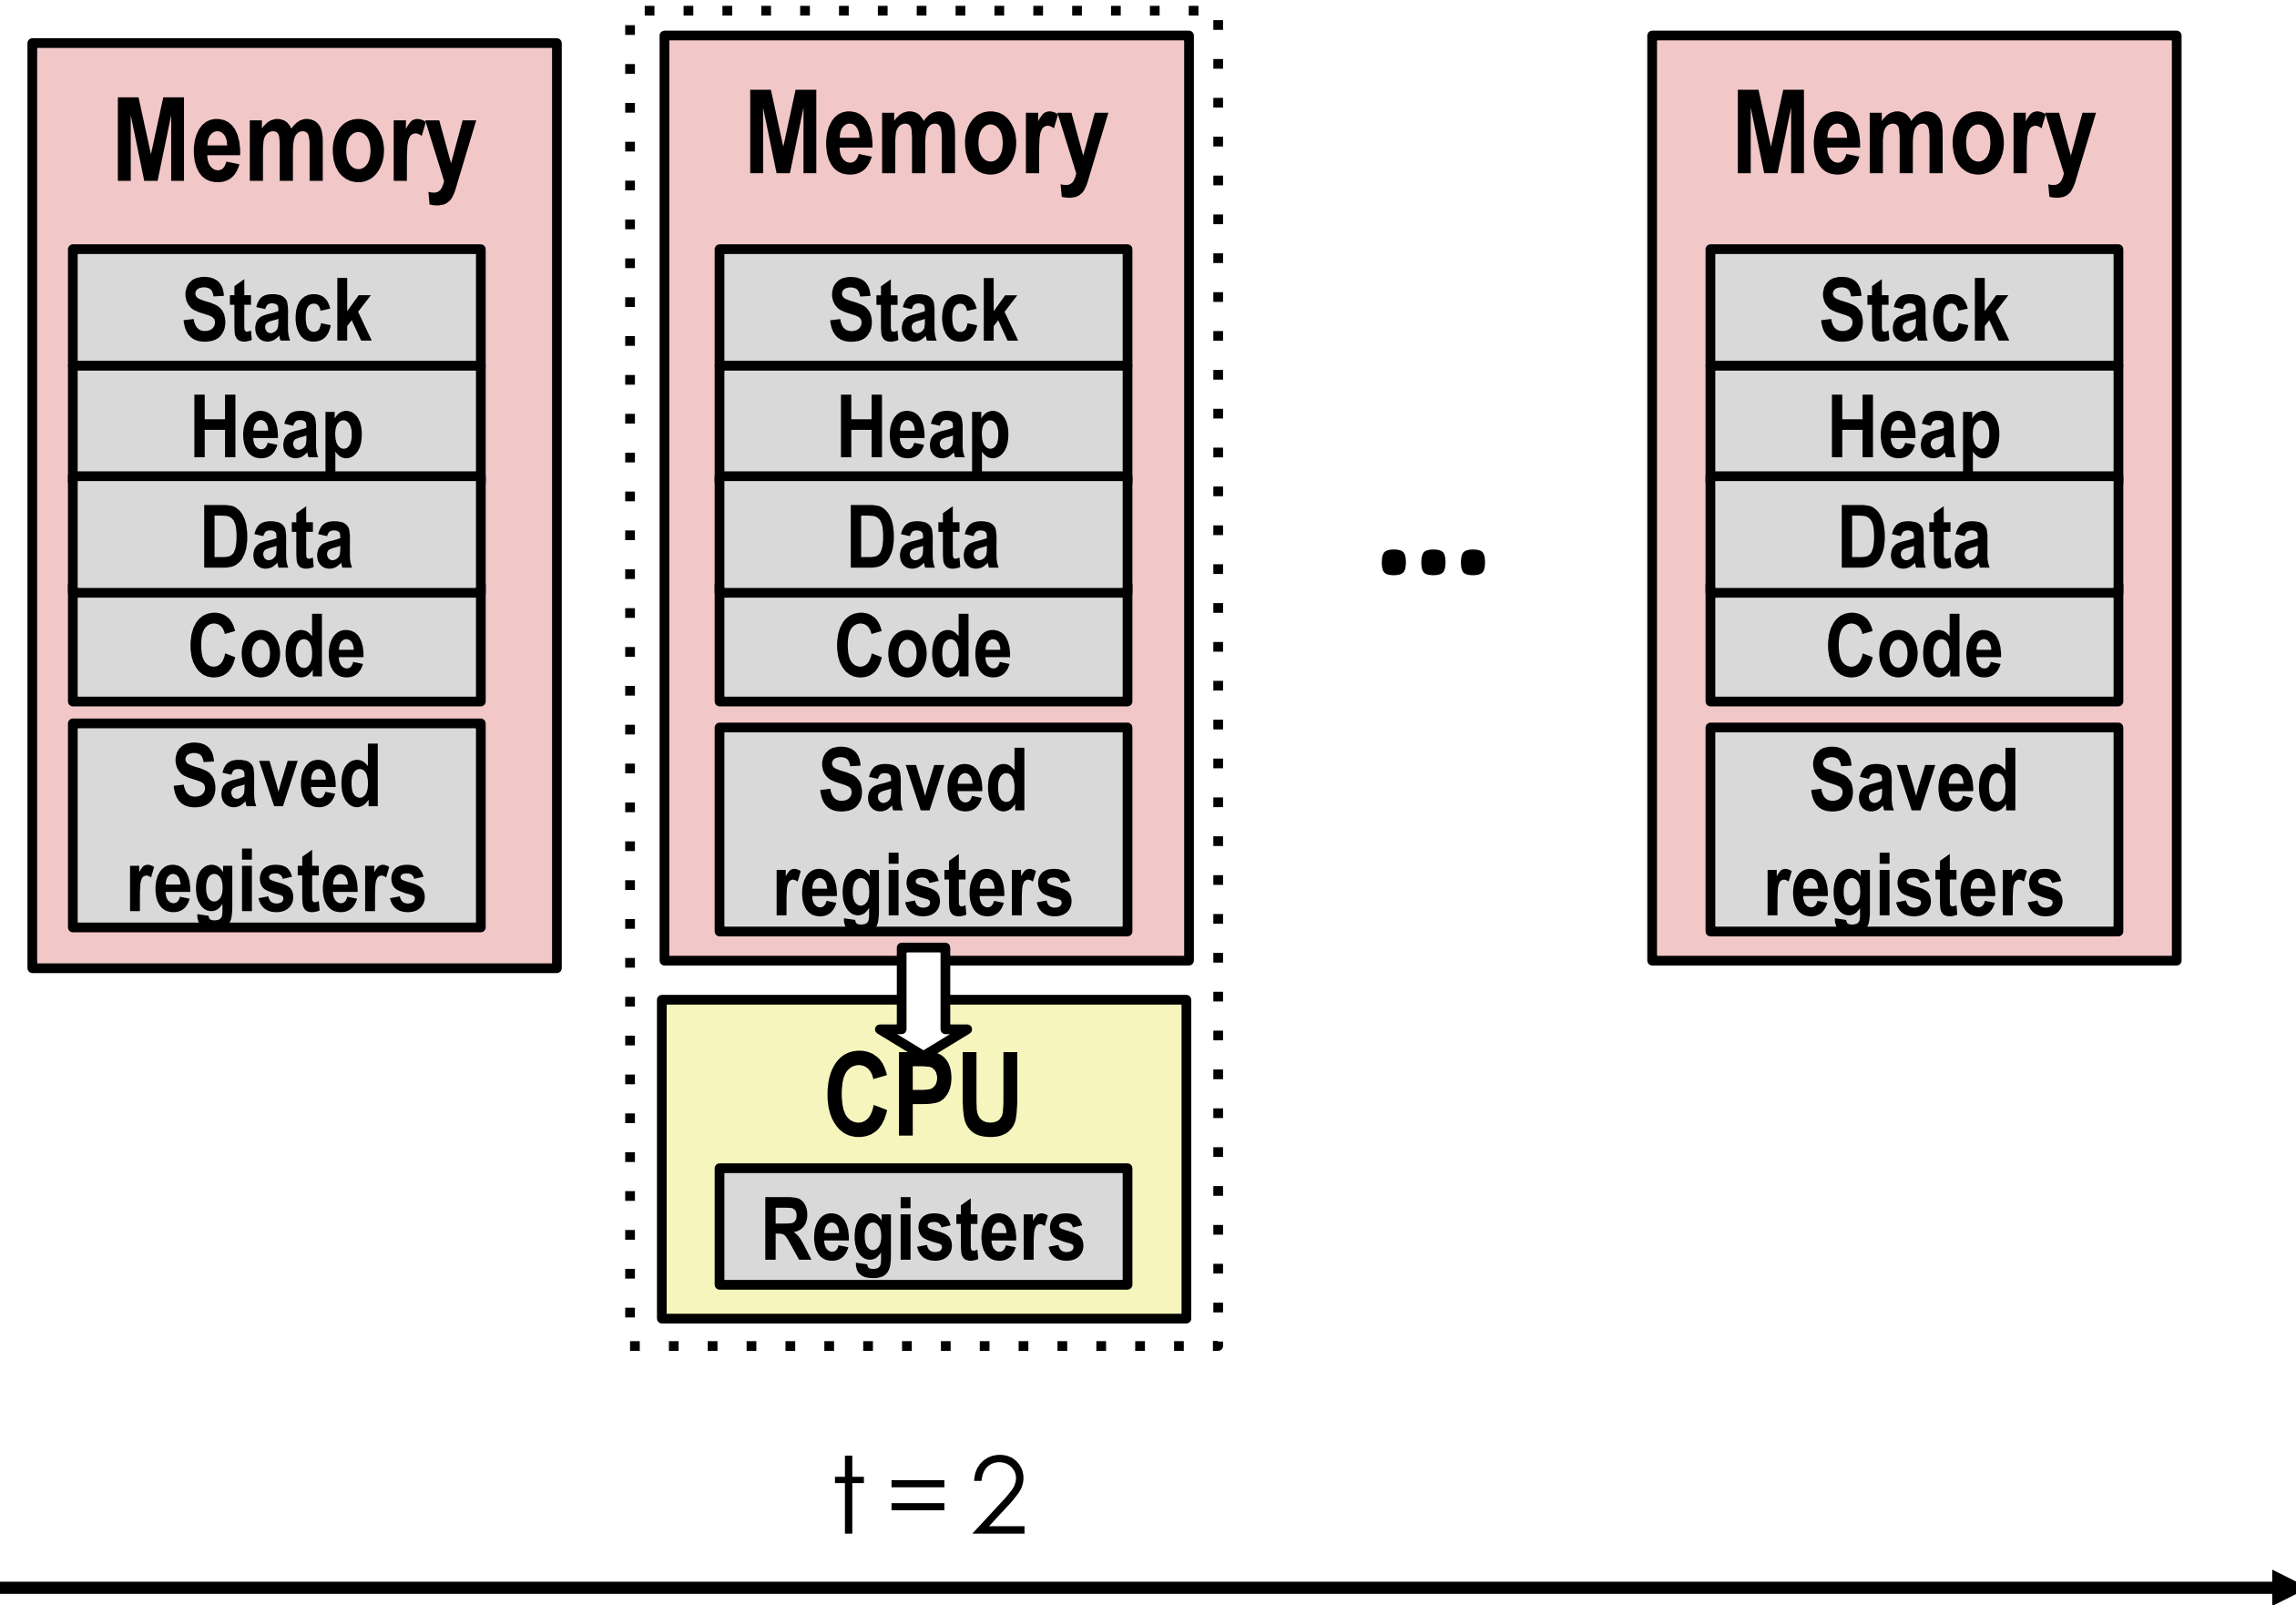 Memory
Stack
Heap
Data
Code
Saved
registers
Memory
Stack
Heap
Data
Code
Saved
registers
CPU
Registers
...
Memory
Stack
Heap
Data
Code
Saved
registers
t = 2